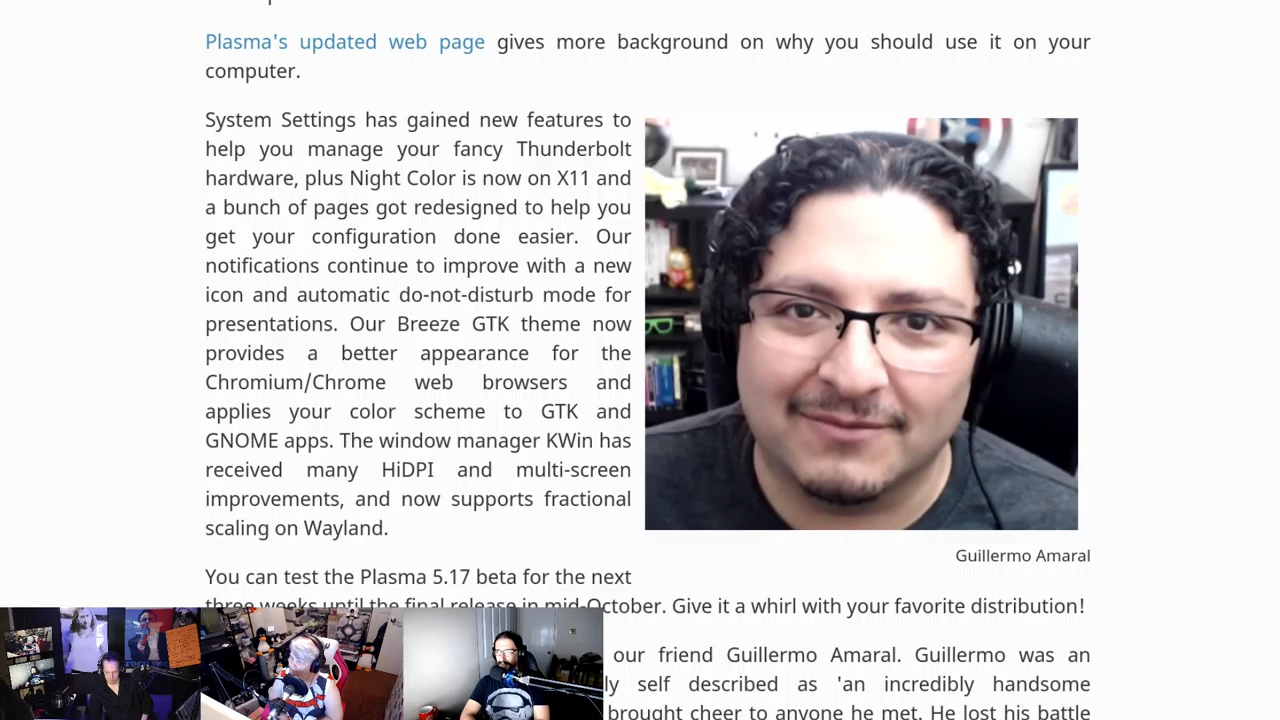 Plasma's updated web page gives more background on why you should use it on your
computer.
System Settings has gained new features to
help you manage your fancy Thunderbolt
hardware, plus Night Color is now on X11 and
a bunch of pages got redesigned to help you
get your configuration done easier. Our
notifications continue to improve with a new
icon and automatic do-not-disturb mode for
presentations. Our Breeze GTK theme now
provides a better appearance for the
Chromium/Chrome web browsers and
applies your color scheme to GTK and
GNOME apps. The window manager KWin has
received many HiDPI and multi-screen
improvements, and now supports fractional
scaling on Wayland.
Guillermo Amaral
You can test the Plasma 5.17 beta for the next
three weeks until the final release in mid-October. Give it a whirl with your favorite distribution!
our friend Guillermo Amaral. Guillermo was an
self described as 'an incredibly handsome
brought cheer to anyone he met. He lost his battle